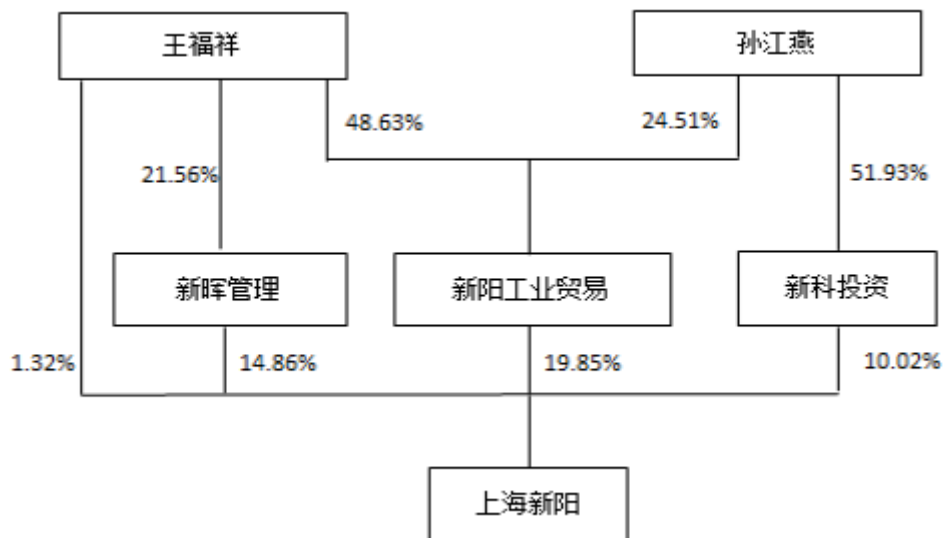 王福祥
孙江燕
48.63%
24.51%
21.56%
51.93%
新晖管理
新阳工业贸易
新科投资
1.32%
14.86%
19.85%
10.02%
上海新阳